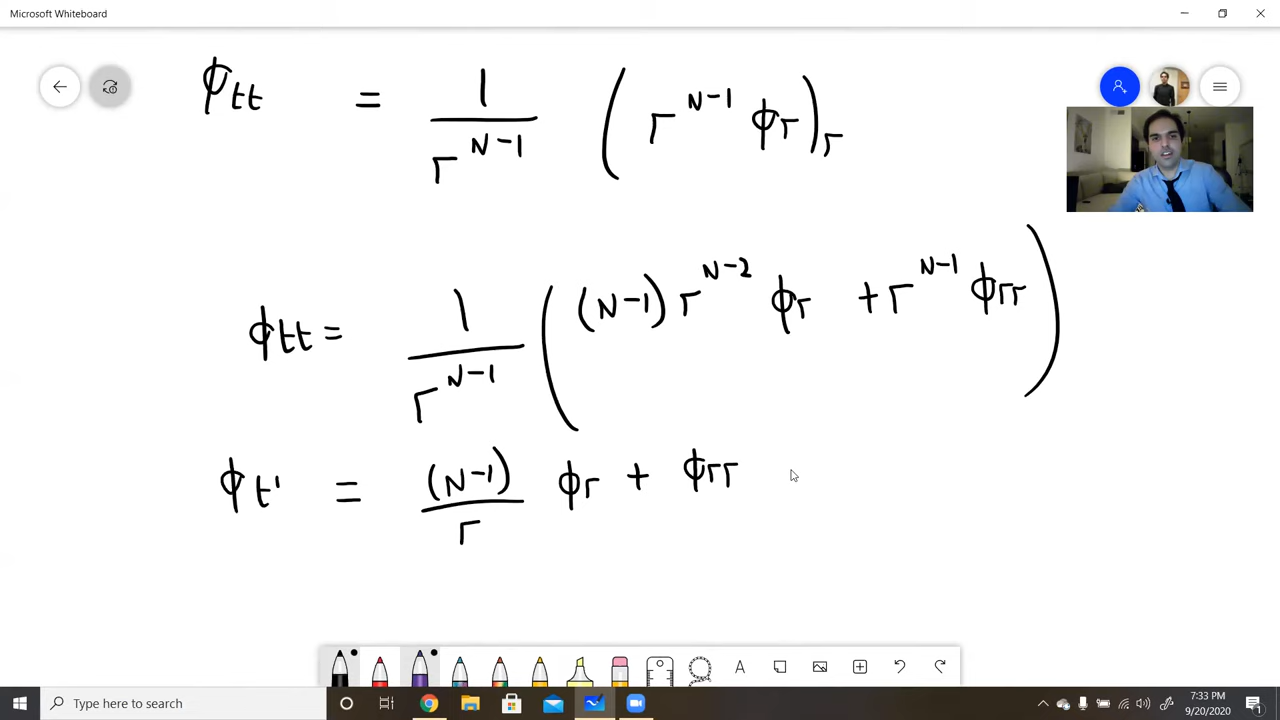 Microsoft Whiteboard
ϕtt = 1/r^(N-1) (r^(N-1) ϕr)r
ϕtt = 1/r^(N-1) ((N-1) r^(N-2) ϕr + r^(N-1) ϕrr)
ϕt' = (N-1)/r ϕr + ϕrr
A
Type here to search
7:33 PM
9/20/2020
1